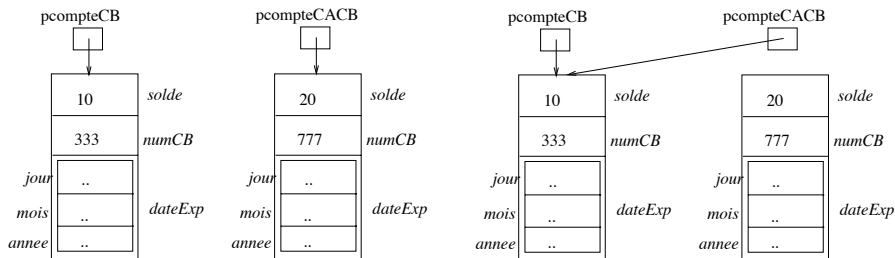 pcompteCB pcompteCACB pcompteCB pcompteCACB
10 solde 20 solde 10 solde 20 solde
333 numCB 777 numCB 333 numCB 777 numCB
jour .. jour .. jour .. jour ..
dateExp dateExp dateExp dateExp
mois .. mois .. mois .. mois ..
annee .. annee .. annee .. annee ..